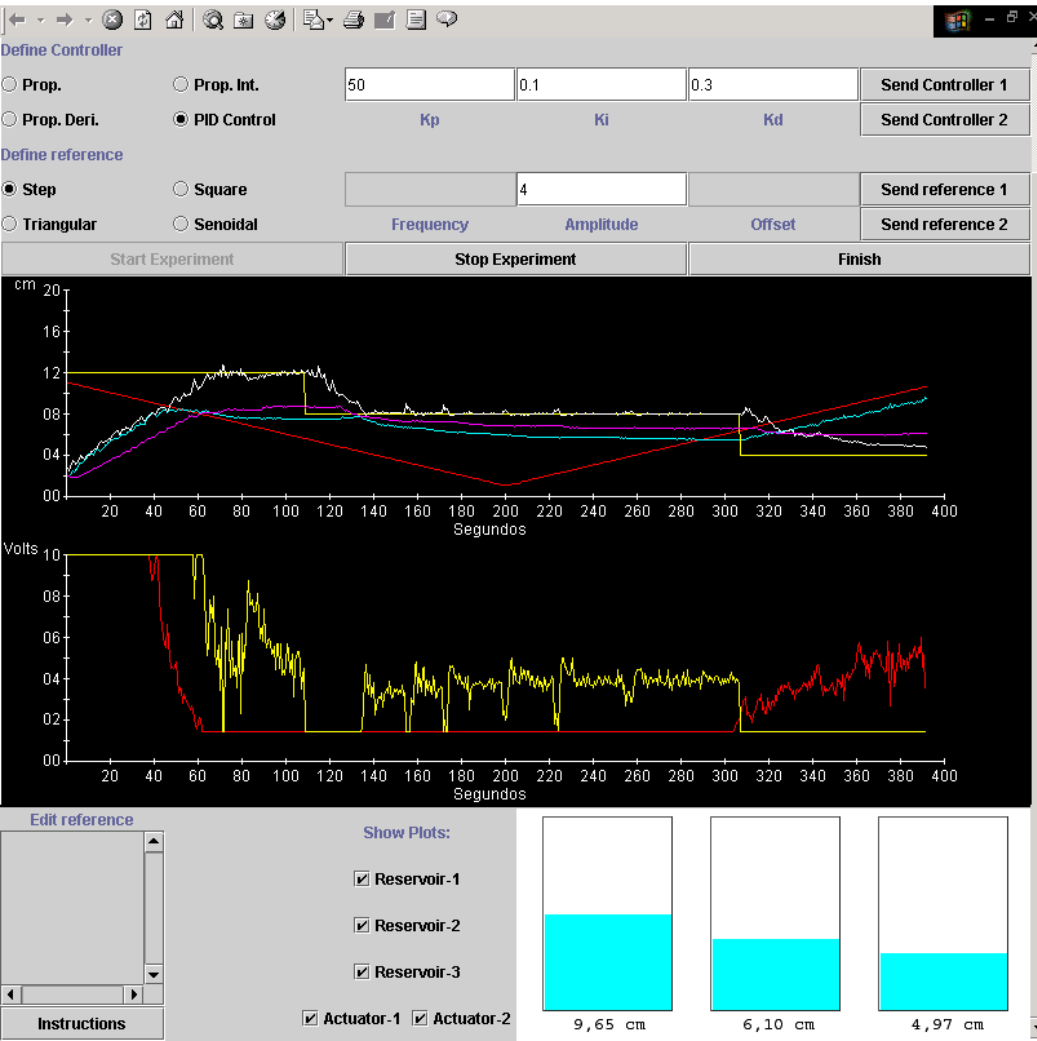 Define Controller
Prop. Prop. Int. 50 0.1 0.3 Send Controller 1
Prop. Deri. PID Control Kp Ki Kd Send Controller 2
Define reference
Step Square 4 Send reference 1
Triangular Senoidal Frequency Amplitude Offset Send reference 2
Start Experiment Stop Experiment Finish
cm 20
16
12
08
04
00
20 40 60 80 100 120 140 160 180 200 220 240 260 280 300 320 340 360 380 400
Segundos
Volts 10
08
06
04
02
00
20 40 60 80 100 120 140 160 180 200 220 240 260 280 300 320 340 360 380 400
Segundos
Edit reference
Show Plots:
Reservoir-1
Reservoir-2
Reservoir-3
Actuator-1 Actuator-2
Instructions
9,65 cm 6,10 cm 4,97 cm